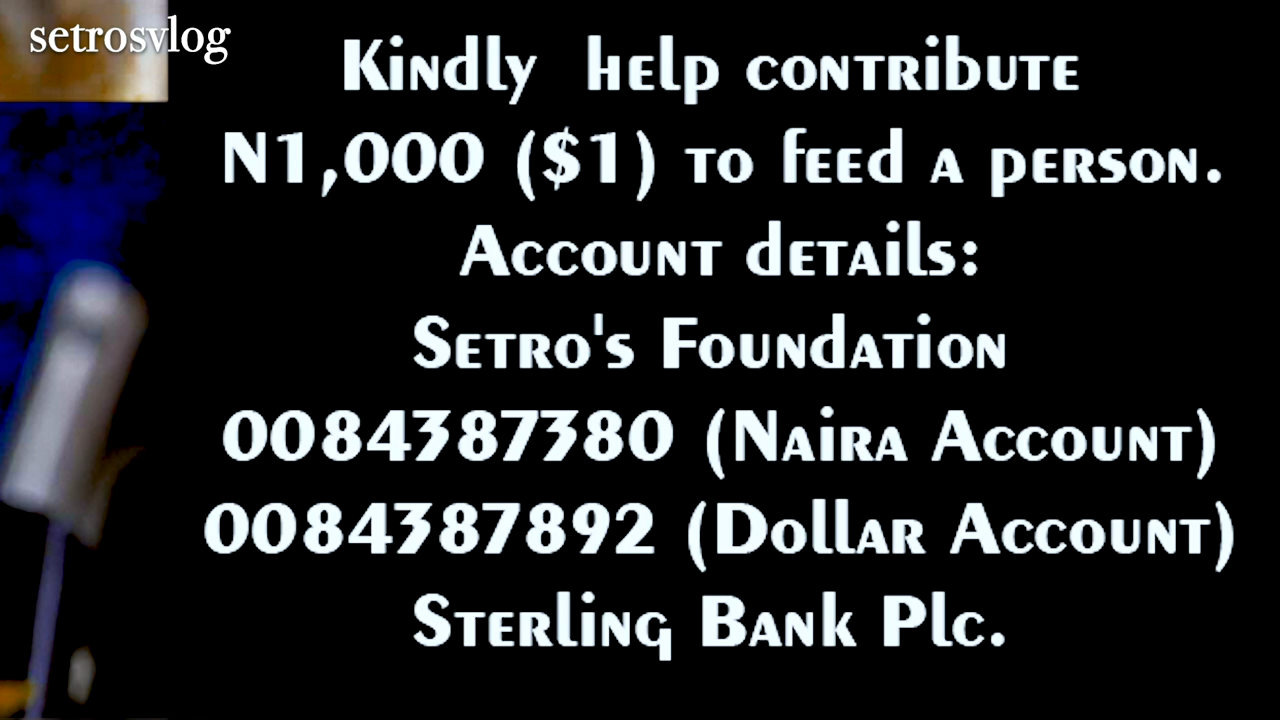 setrosvlog
Kindly help contribute
N1,000 ($1) to feed a person.
Account details:
Setro's Foundation
0084387380 (Naira Account)
0084387892 (Dollar Account)
Sterling Bank Plc.